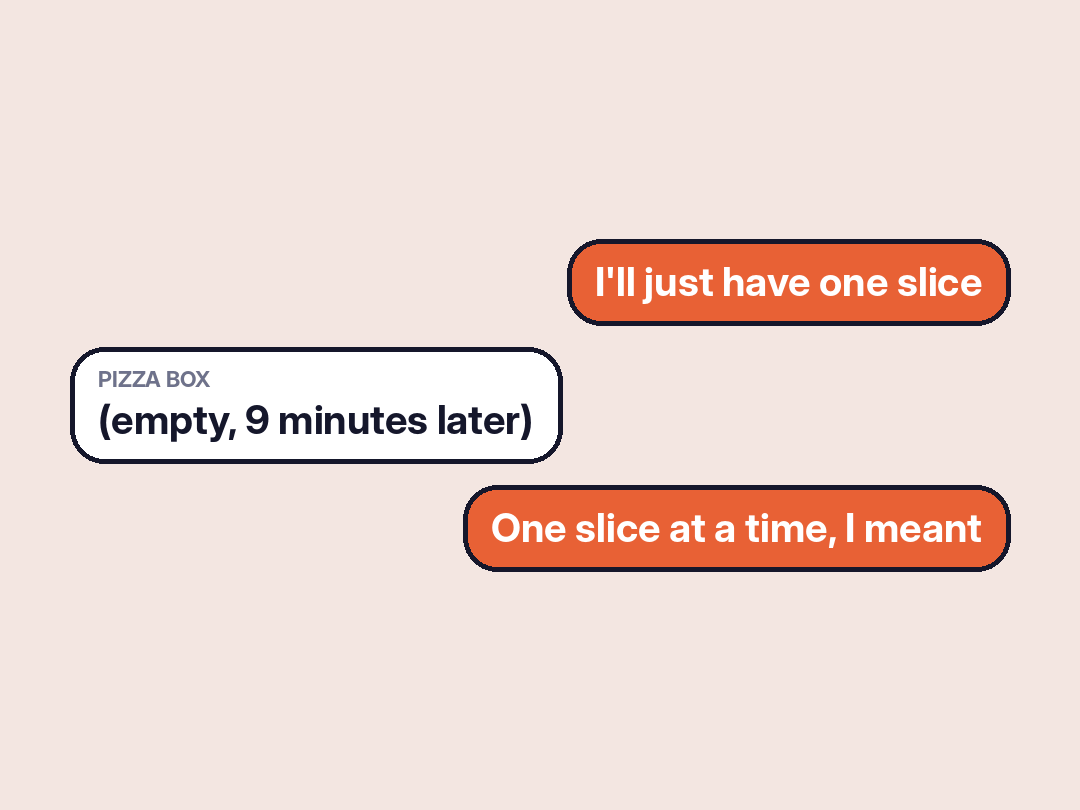 I'll just have one slice
PIZZA BOX
(empty, 9 minutes later)
One slice at a time, I meant